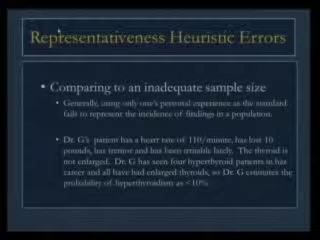 Representativeness Heuristic Errors
• Comparing to an inadequate sample size
• Generally, using only one's personal experience as the standard
fails to represent the incidence of findings in a population.
• Dr. G's patient has a heart rate of 110/minute, has lost 10
pounds, has tremor and has been irritable lately. The thyroid is
not enlarged. Dr. G has seen four hyperthyroid patients in his
career and all have had enlarged thyroids, so Dr. G estimates the
probability of hyperthyroidism as <10%